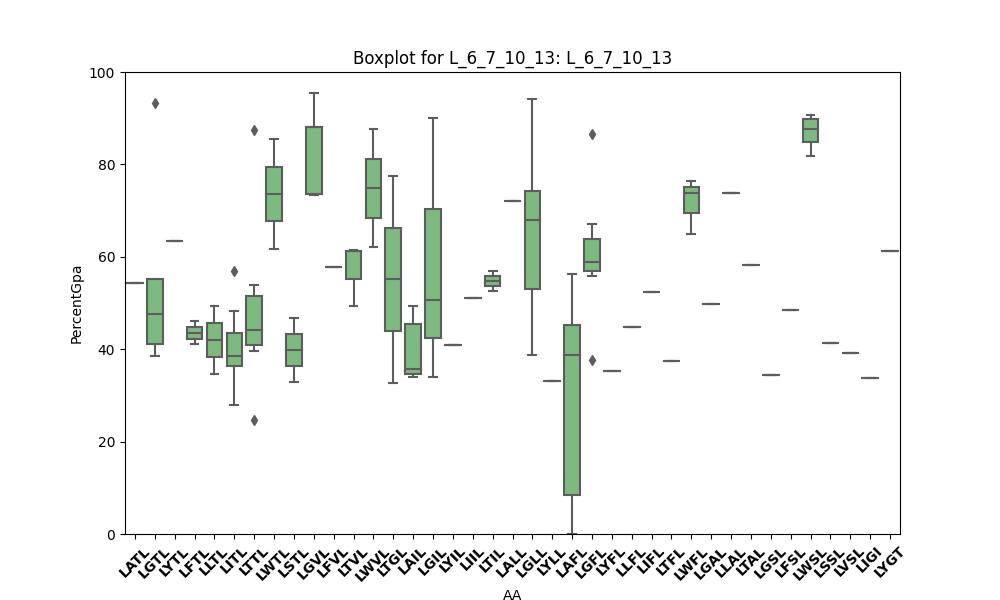 Boxplot for L_6_7_10_13: L_6_7_10_13
100
80
60
40
20
0
PercentGpa
LATL LGTL LYTL LFTL LLTL LITL LTTL LWTL LSTL LGVL LFVL LTVL LWVL LTGL LAIL LGIL LYIL LIIL LTIL LALL LGLL LYLL LAFL LGFL LYFL LLFL LIFL LTFL LWFL LGAL LLAL LTAL LGSL LFSL LWSL LSSL LVSL LIGI LYGT
AA